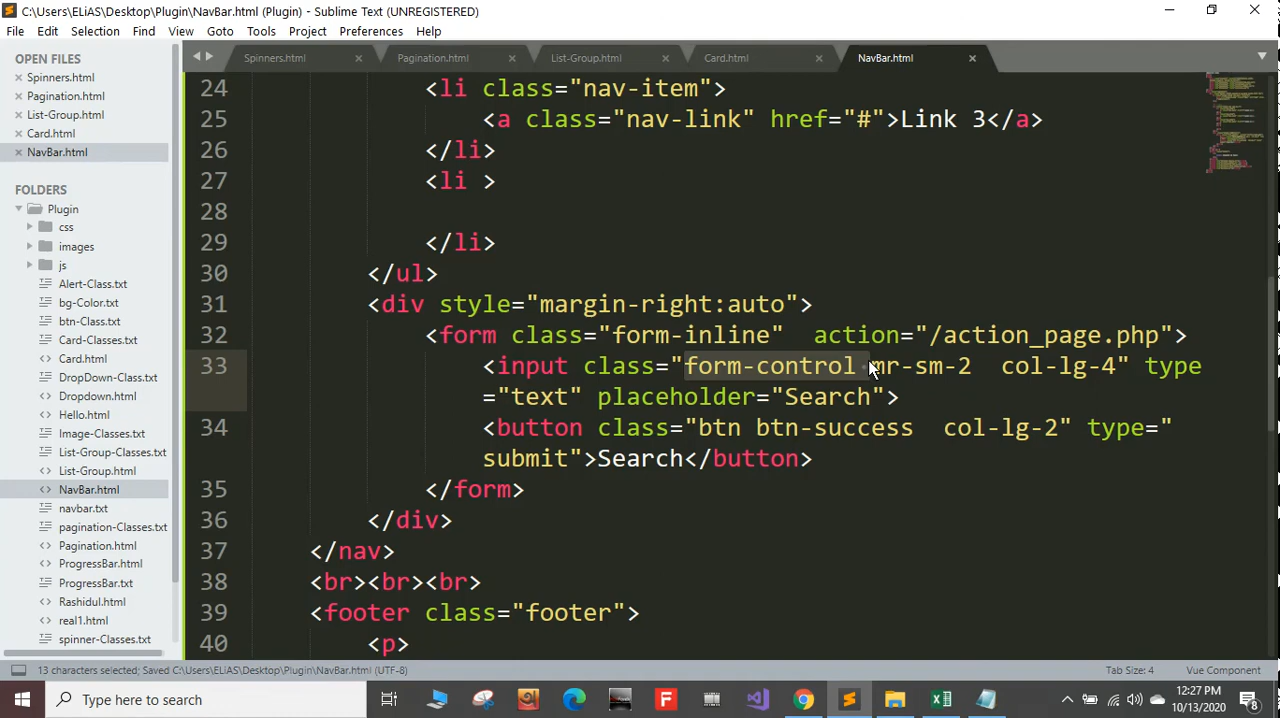 C:\Users\ELiAS\Desktop\Plugin\NavBar.html (Plugin) - Sublime Text (UNREGISTERED)
File Edit Selection Find View Goto Tools Project Preferences Help
OPEN FILES
Spinners.html
Pagination.html
List-Group.html
Card.html
NavBar.html
FOLDERS
Plugin
css
images
js
Alert-Class.txt
bg-Color.txt
btn-Class.txt
Card-Classes.txt
Card.html
DropDown-Class.txt
Dropdown.html
Hello.html
Image-Classes.txt
List-Group-Classes.txt
List-Group.html
NavBar.html
navbar.txt
pagination-Classes.txt
Pagination.html
ProgressBar.html
ProgressBar.txt
Rashidul.html
real1.html
spinner-Classes.txt
Spinners.html Pagination.html List-Group.html Card.html NavBar.html
24 <li class="nav-item">
25 <a class="nav-link" href="#">Link 3</a>
26 </li>
27 <li >
28
29 </li>
30 </ul>
31 <div style="margin-right:auto">
32 <form class="form-inline" action="/action_page.php">
33 <input class="form-control mr-sm-2 col-lg-4" type
="text" placeholder="Search">
34 <button class="btn btn-success col-lg-2" type="
submit">Search</button>
35 </form>
36 </div>
37 </nav>
38 <br><br><br>
39 <footer class="footer">
40 <p>
13 characters selected; Saved C:\Users\ELiAS\Desktop\Plugin\NavBar.html (UTF-8) Tab Size: 4 Vue Component
Type here to search
12:27 PM
10/13/2020
8